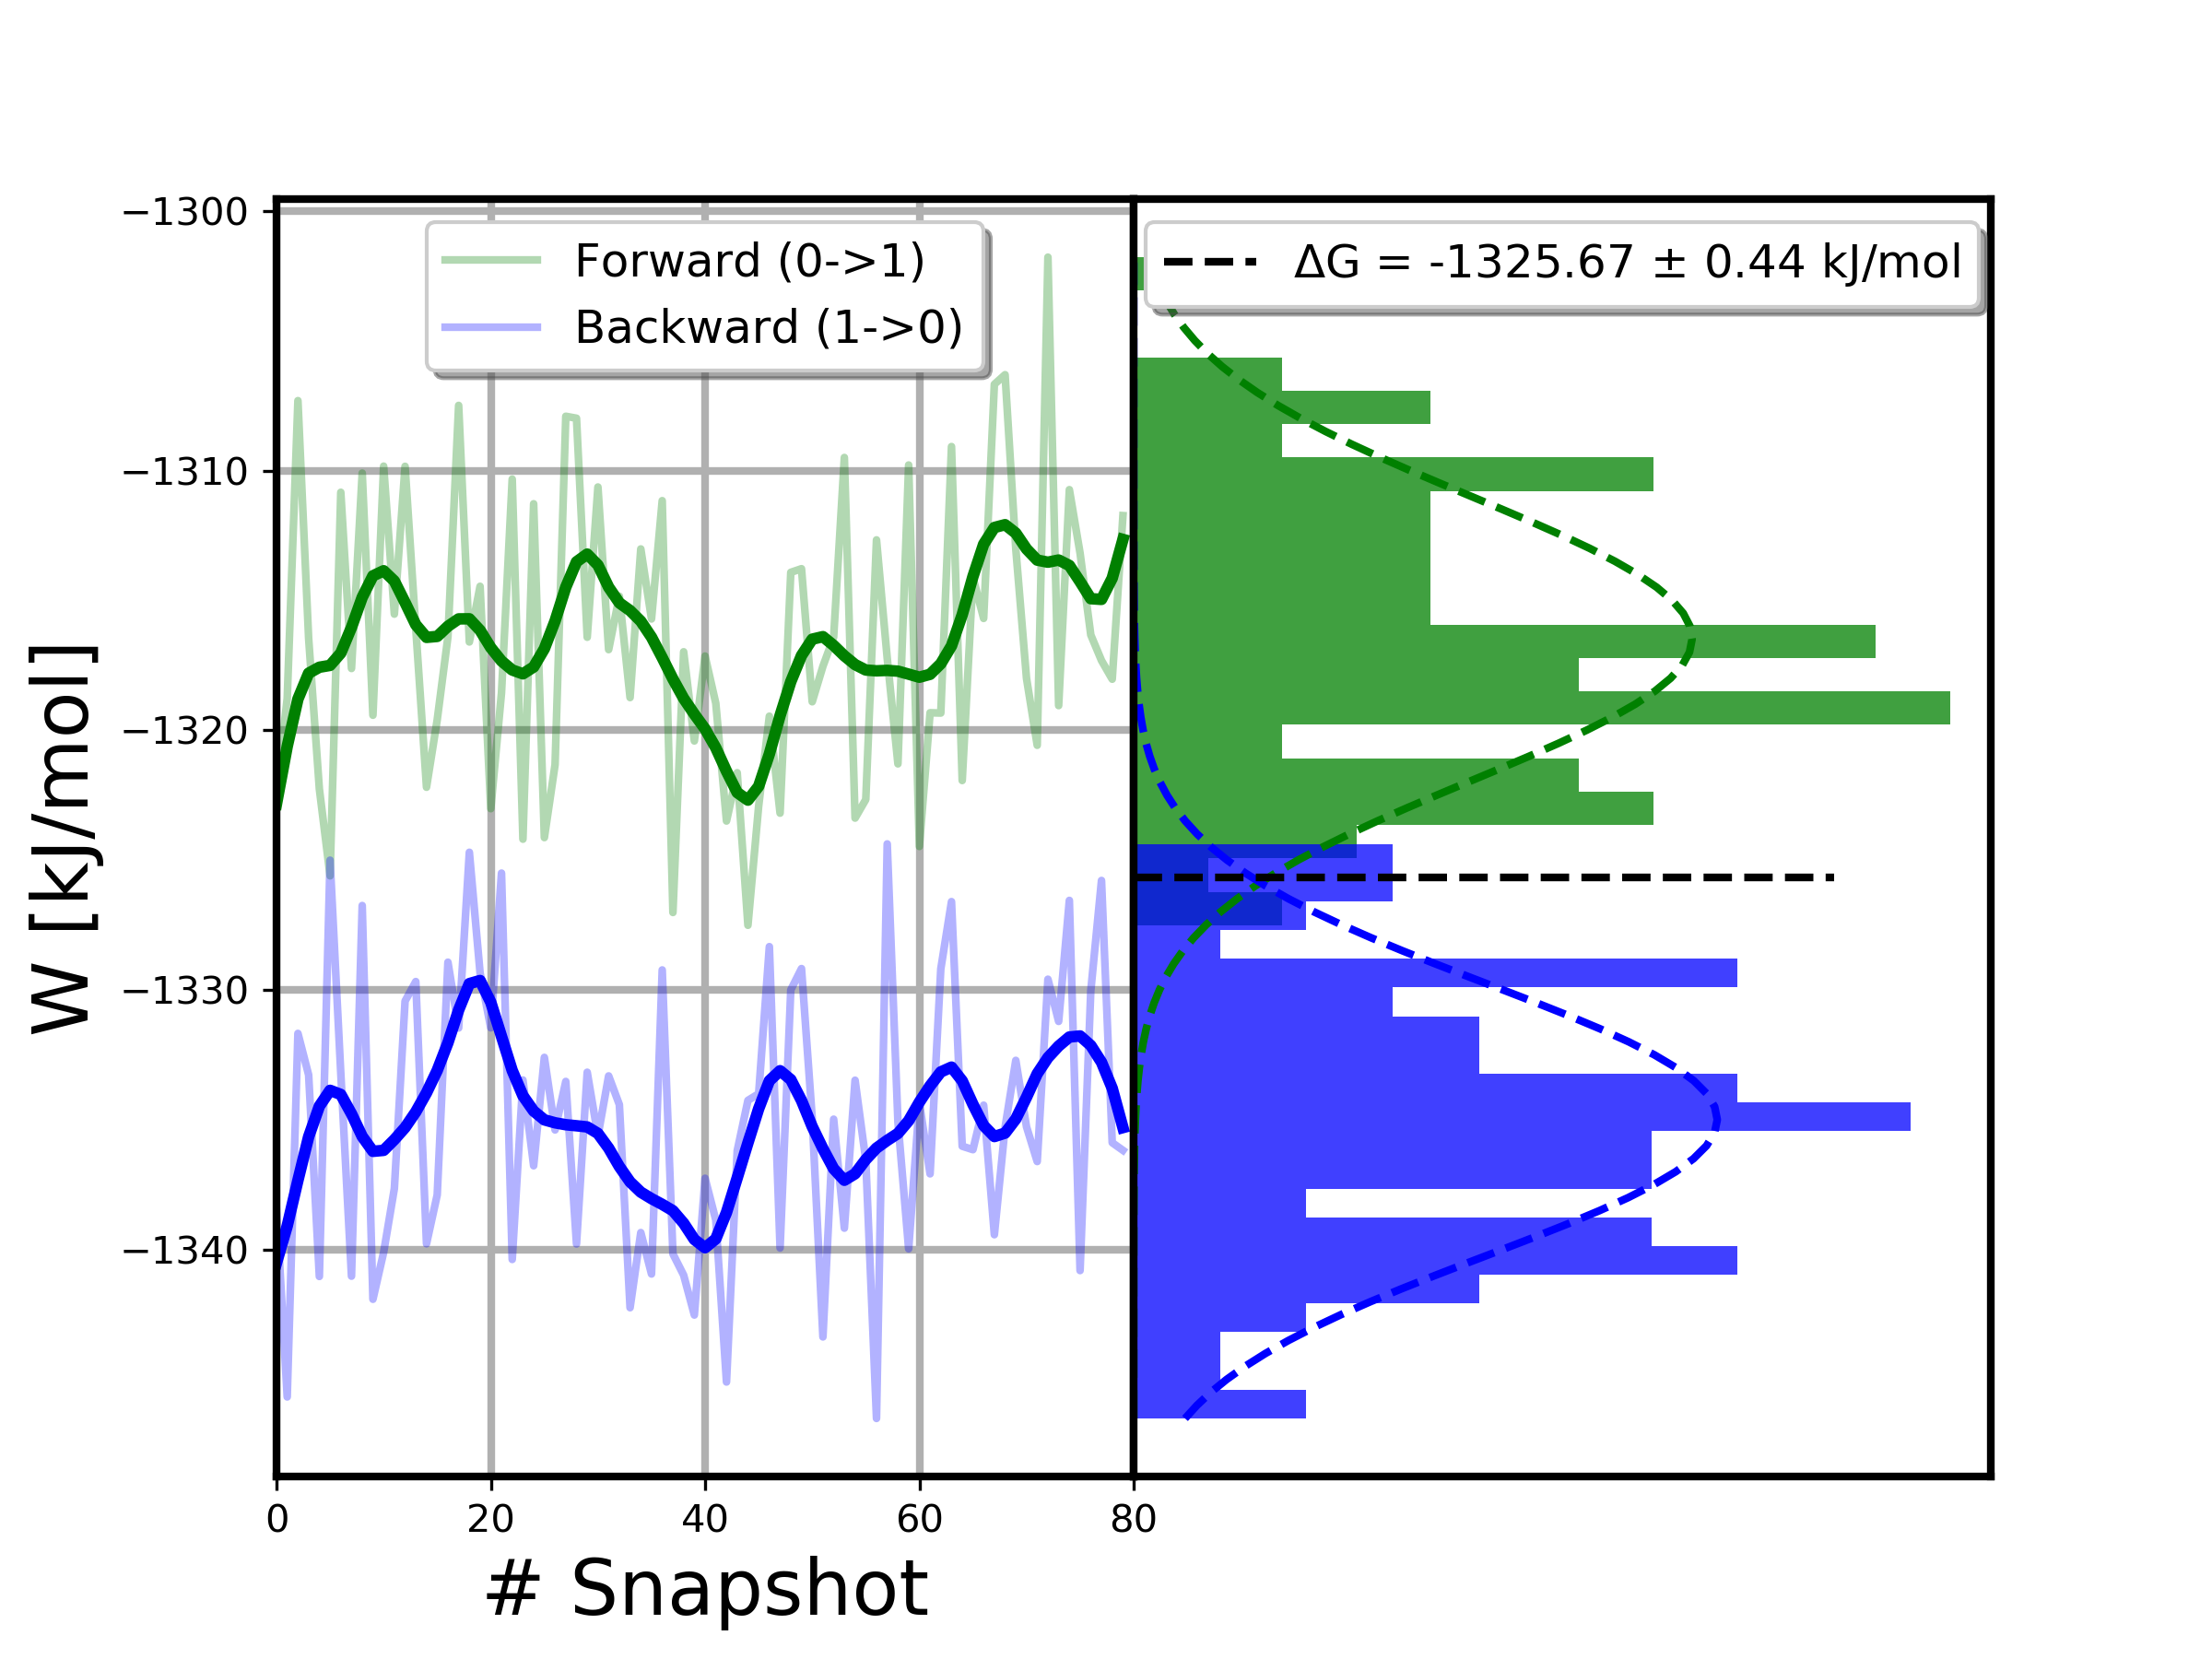 W [kJ/mol]
−1300
−1310
−1320
−1330
−1340
Forward (0->1)
Backward (1->0)
ΔG = -1325.67 ± 0.44 kJ/mol
0
20
40
60
80
# Snapshot